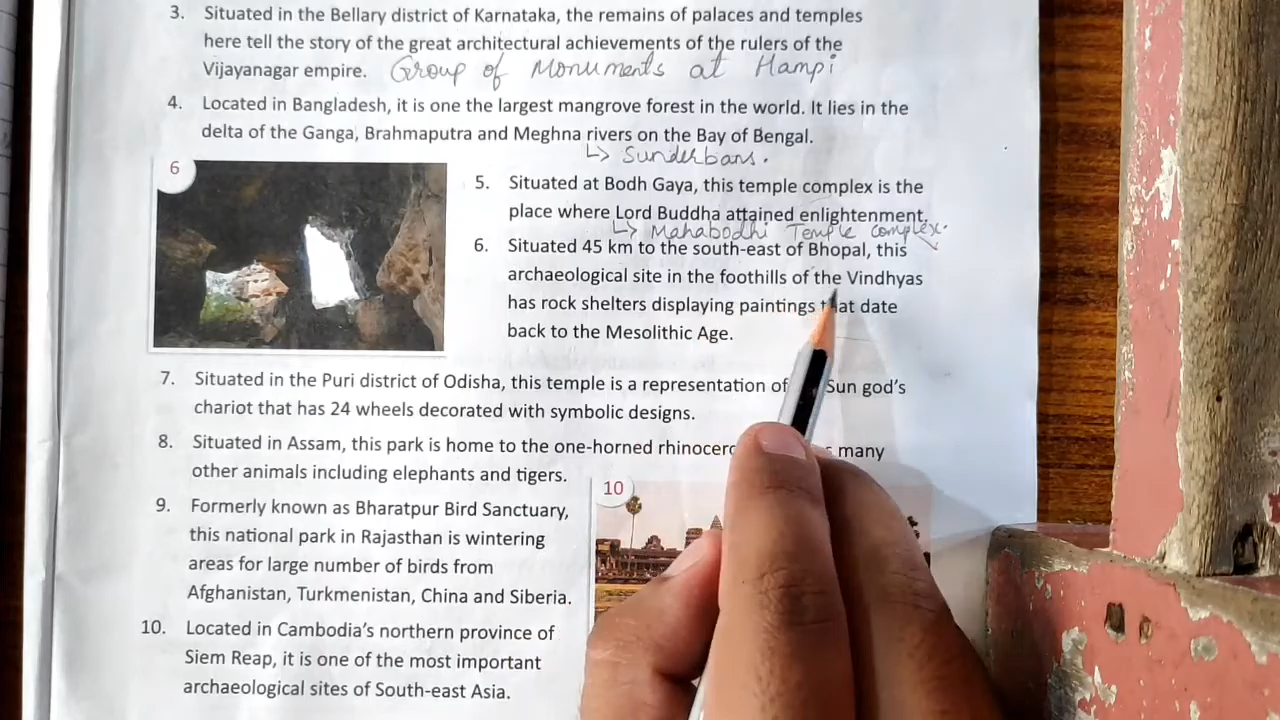 3. Situated in the Bellary district of Karnataka, the remains of palaces and temples
here tell the story of the great architectural achievements of the rulers of the
Vijayanagar empire. Group of Monuments at Hampi
4. Located in Bangladesh, it is one the largest mangrove forest in the world. It lies in the
delta of the Ganga, Brahmaputra and Meghna rivers on the Bay of Bengal.
↳ Sunderbans.
6
5. Situated at Bodh Gaya, this temple complex is the
place where Lord Buddha attained enlightenment.
↳ Mahabodhi Temple complex.
6. Situated 45 km to the south-east of Bhopal, this
archaeological site in the foothills of the Vindhyas
has rock shelters displaying paintings that date
back to the Mesolithic Age.
7. Situated in the Puri district of Odisha, this temple is a representation of Sun god's
chariot that has 24 wheels decorated with symbolic designs.
8. Situated in Assam, this park is home to the one-horned many
other animals including elephants and tigers.
10
9. Formerly known as Bharatpur Bird Sanctuary,
this national park in Rajasthan is wintering
areas for large number of birds from
Afghanistan, Turkmenistan, China and Siberia.
10. Located in Cambodia's northern province of
Siem Reap, it is one of the most important
archaeological sites of South-east Asia.